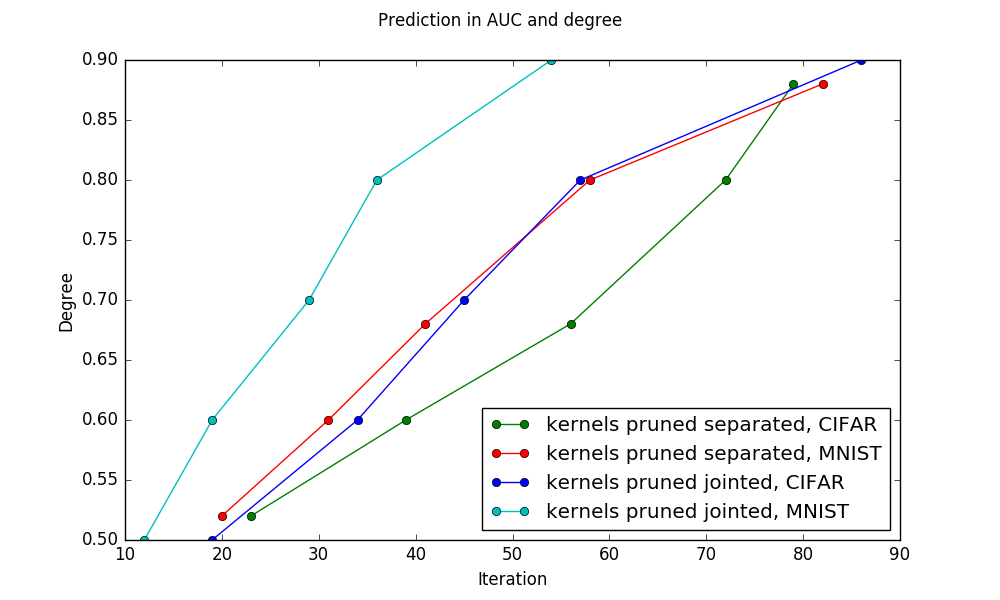 Prediction in AUC and degree
0.90
0.85
0.80
0.75
0.70
0.65
0.60
0.55
0.50
Degree
kernels pruned separated, CIFAR
kernels pruned separated, MNIST
kernels pruned jointed, CIFAR
kernels pruned jointed, MNIST
10 20 30 40 50 60 70 80 90
Iteration